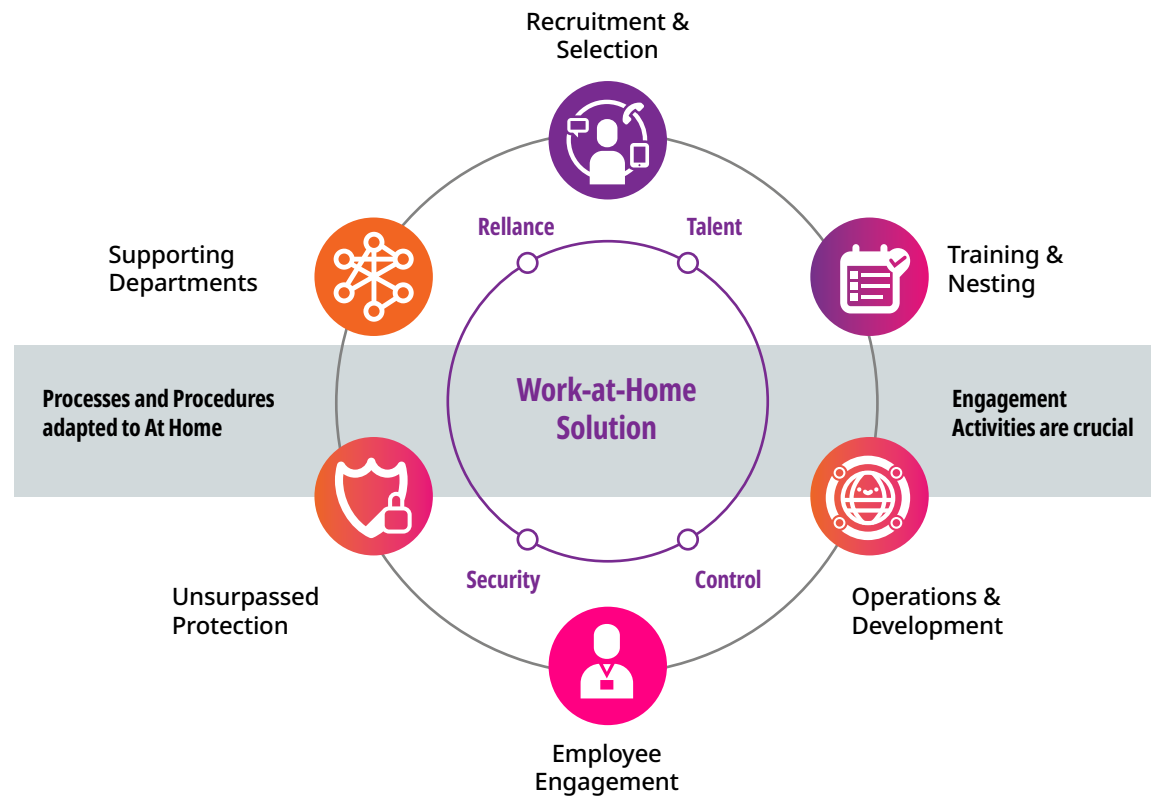 Recruitment &
Selection
Rellance
Talent
Supporting
Departments
Training &
Nesting
Processes and Procedures
adapted to At Home
Work-at-Home
Solution
Engagement
Activities are crucial
Security
Control
Unsurpassed
Protection
Operations &
Development
Employee
Engagement